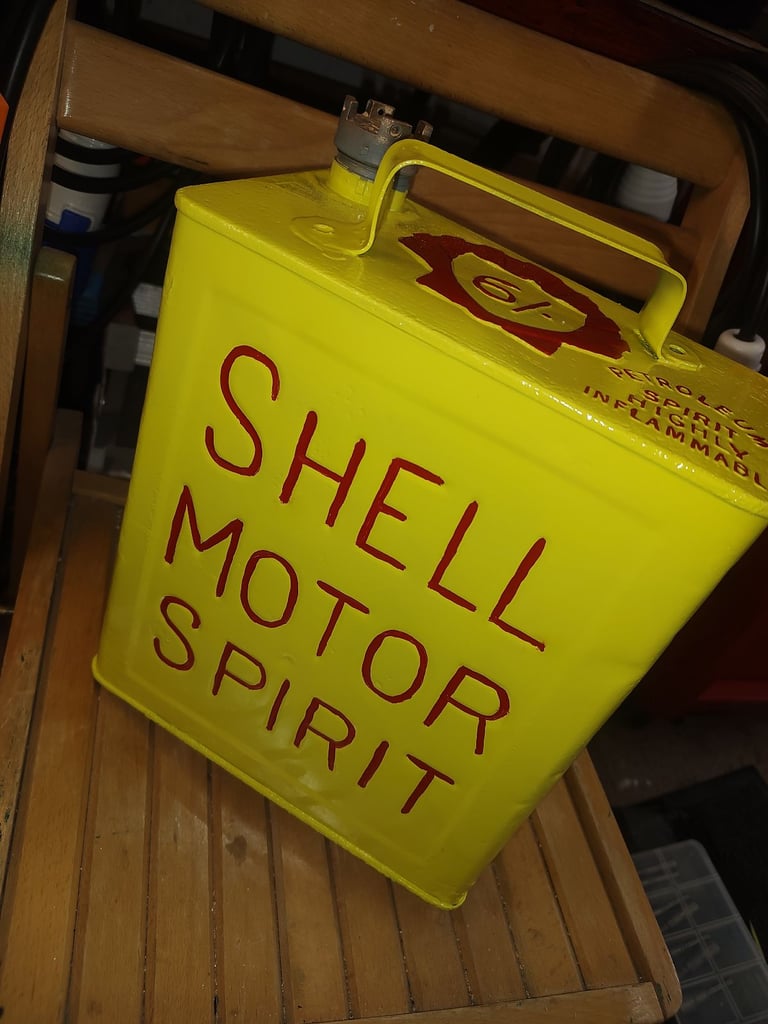 6/-
PETROLEUM
SPIRIT
HIGHLY
INFLAMMABLE
SHELL
MOTOR
SPIRIT